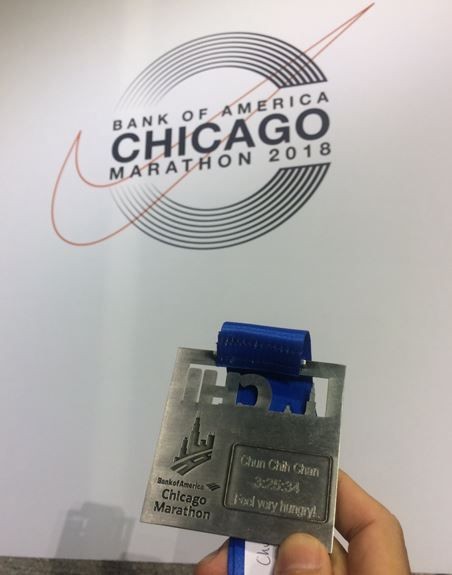 BANK OF AMERICA
CHICAGO
MARATHON 2018
CHI
Bank of America
Chicago
Marathon
Chun Chih Chan
3:25:34
Feel very hungry!